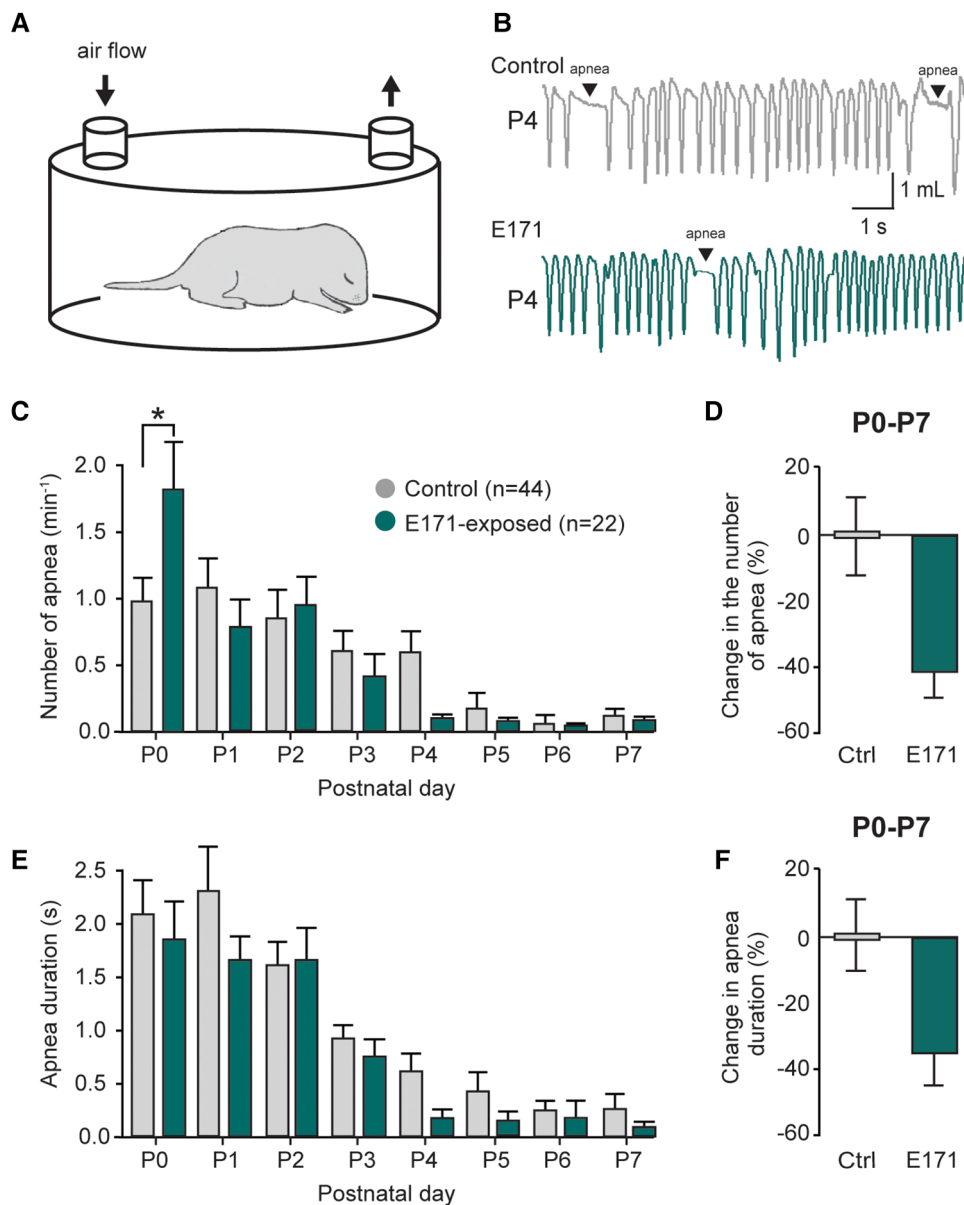 A
air flow
B
Control
apnea
apnea
P4
1 mL
1 s
E171
apnea
P4
C
*
2.0
1.5
1.0
0.5
0.0
Number of apnea (min⁻¹)
Control (n=44)
E171-exposed (n=22)
P0 P1 P2 P3 P4 P5 P6 P7
Postnatal day
D
P0-P7
20
0
-20
-40
-60
Change in the number
of apnea (%)
Ctrl E171
E
2.5
2.0
1.5
1.0
0.5
0.0
Apnea duration (s)
P0 P1 P2 P3 P4 P5 P6 P7
Postnatal day
F
P0-P7
20
0
-20
-40
-60
Change in apnea
duration (%)
Ctrl E171